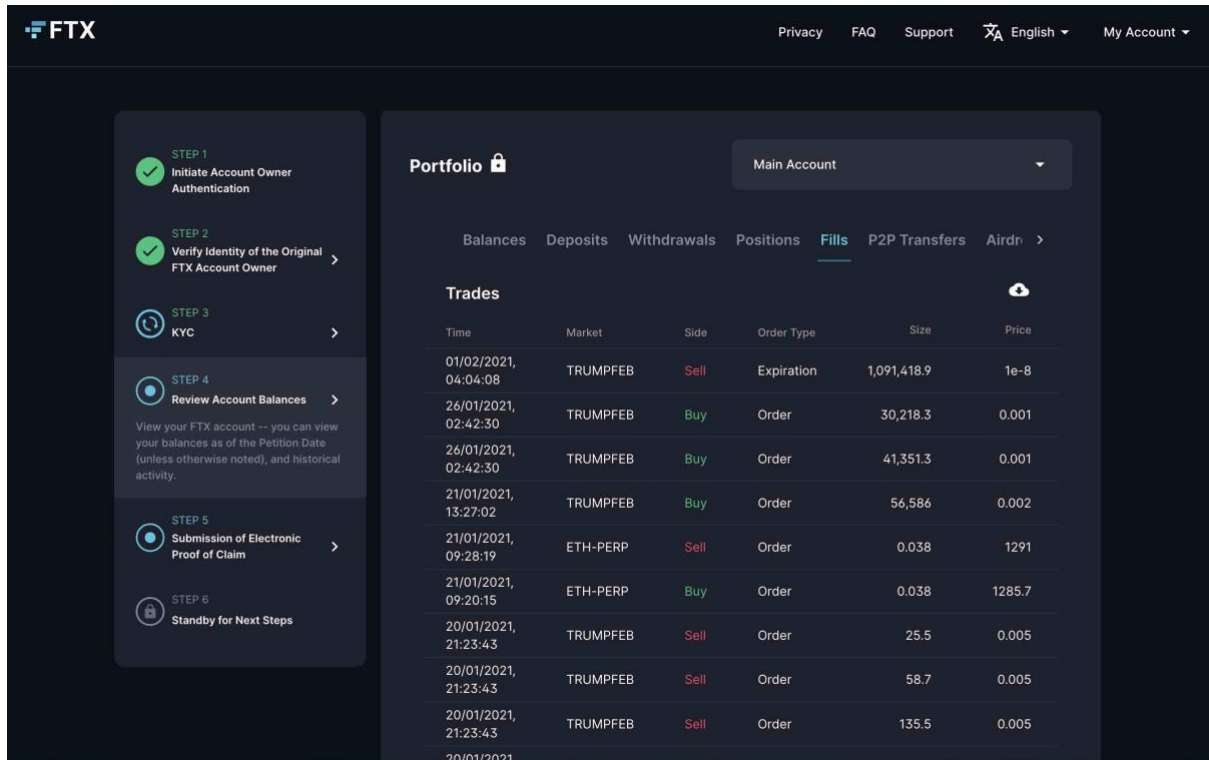 FTX
Privacy FAQ Support English My Account
STEP 1
Initiate Account Owner
Authentication
STEP 2
Verify Identity of the Original
FTX Account Owner
STEP 3
KYC
STEP 4
Review Account Balances
View your FTX account -- you can view
your balances as of the Petition Date
(unless otherwise noted), and historical
activity.
STEP 5
Submission of Electronic
Proof of Claim
STEP 6
Standby for Next Steps
Portfolio
Main Account
Balances Deposits Withdrawals Positions Fills P2P Transfers Airdr
Trades
Time Market Side Order Type Size Price
01/02/2021,
04:04:08 TRUMPFEB Sell Expiration 1,091,418.9 1e-8
26/01/2021,
02:42:30 TRUMPFEB Buy Order 30,218.3 0.001
26/01/2021,
02:42:30 TRUMPFEB Buy Order 41,351.3 0.001
21/01/2021,
13:27:02 TRUMPFEB Buy Order 56,586 0.002
21/01/2021,
09:28:19 ETH-PERP Sell Order 0.038 1291
21/01/2021,
09:20:15 ETH-PERP Buy Order 0.038 1285.7
20/01/2021,
21:23:43 TRUMPFEB Sell Order 25.5 0.005
20/01/2021,
21:23:43 TRUMPFEB Sell Order 58.7 0.005
20/01/2021,
21:23:43 TRUMPFEB Sell Order 135.5 0.005
20/01/2021